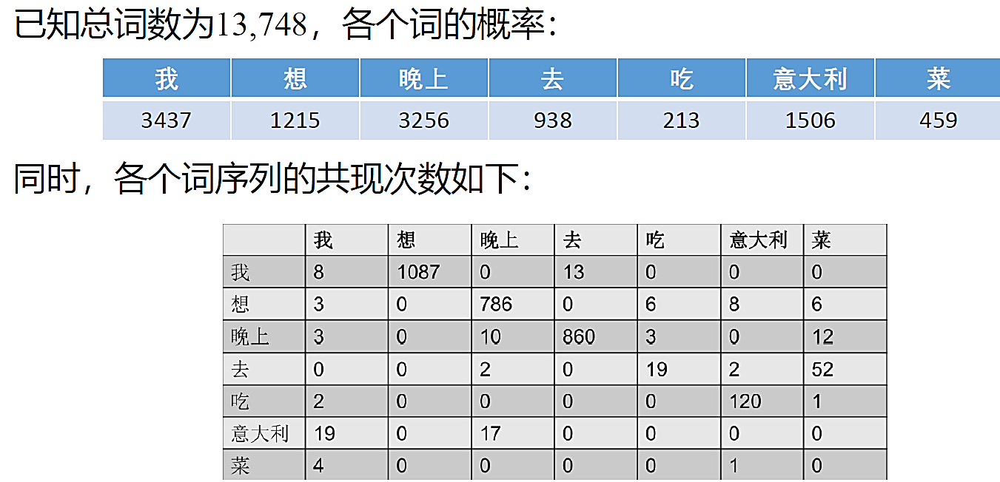 已知总词数为13,748，各个词的概率：
我 想 晚上 去 吃 意大利 菜
3437 1215 3256 938 213 1506 459
同时，各个词序列的共现次数如下：
我 想 晚上 去 吃 意大利 菜
我 8 1087 0 13 0 0 0
想 3 0 786 0 6 8 6
晚上 3 0 10 860 3 0 12
去 0 0 2 0 19 2 52
吃 2 0 0 0 0 120 1
意大利 19 0 17 0 0 0 0
菜 4 0 0 0 0 1 0